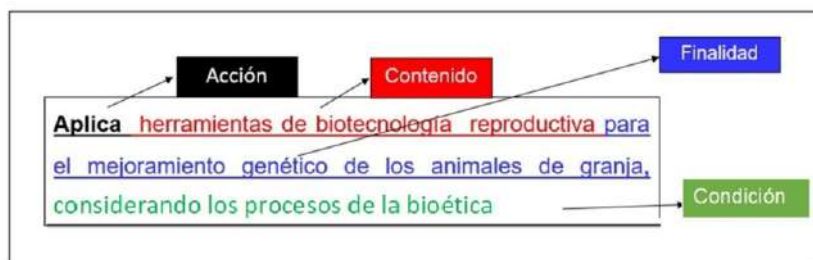 Finalidad
Acción
Contenido
Aplica herramientas de biotecnología reproductiva para
el mejoramiento genético de los animales de granja,
considerando los procesos de la bioética
Condición